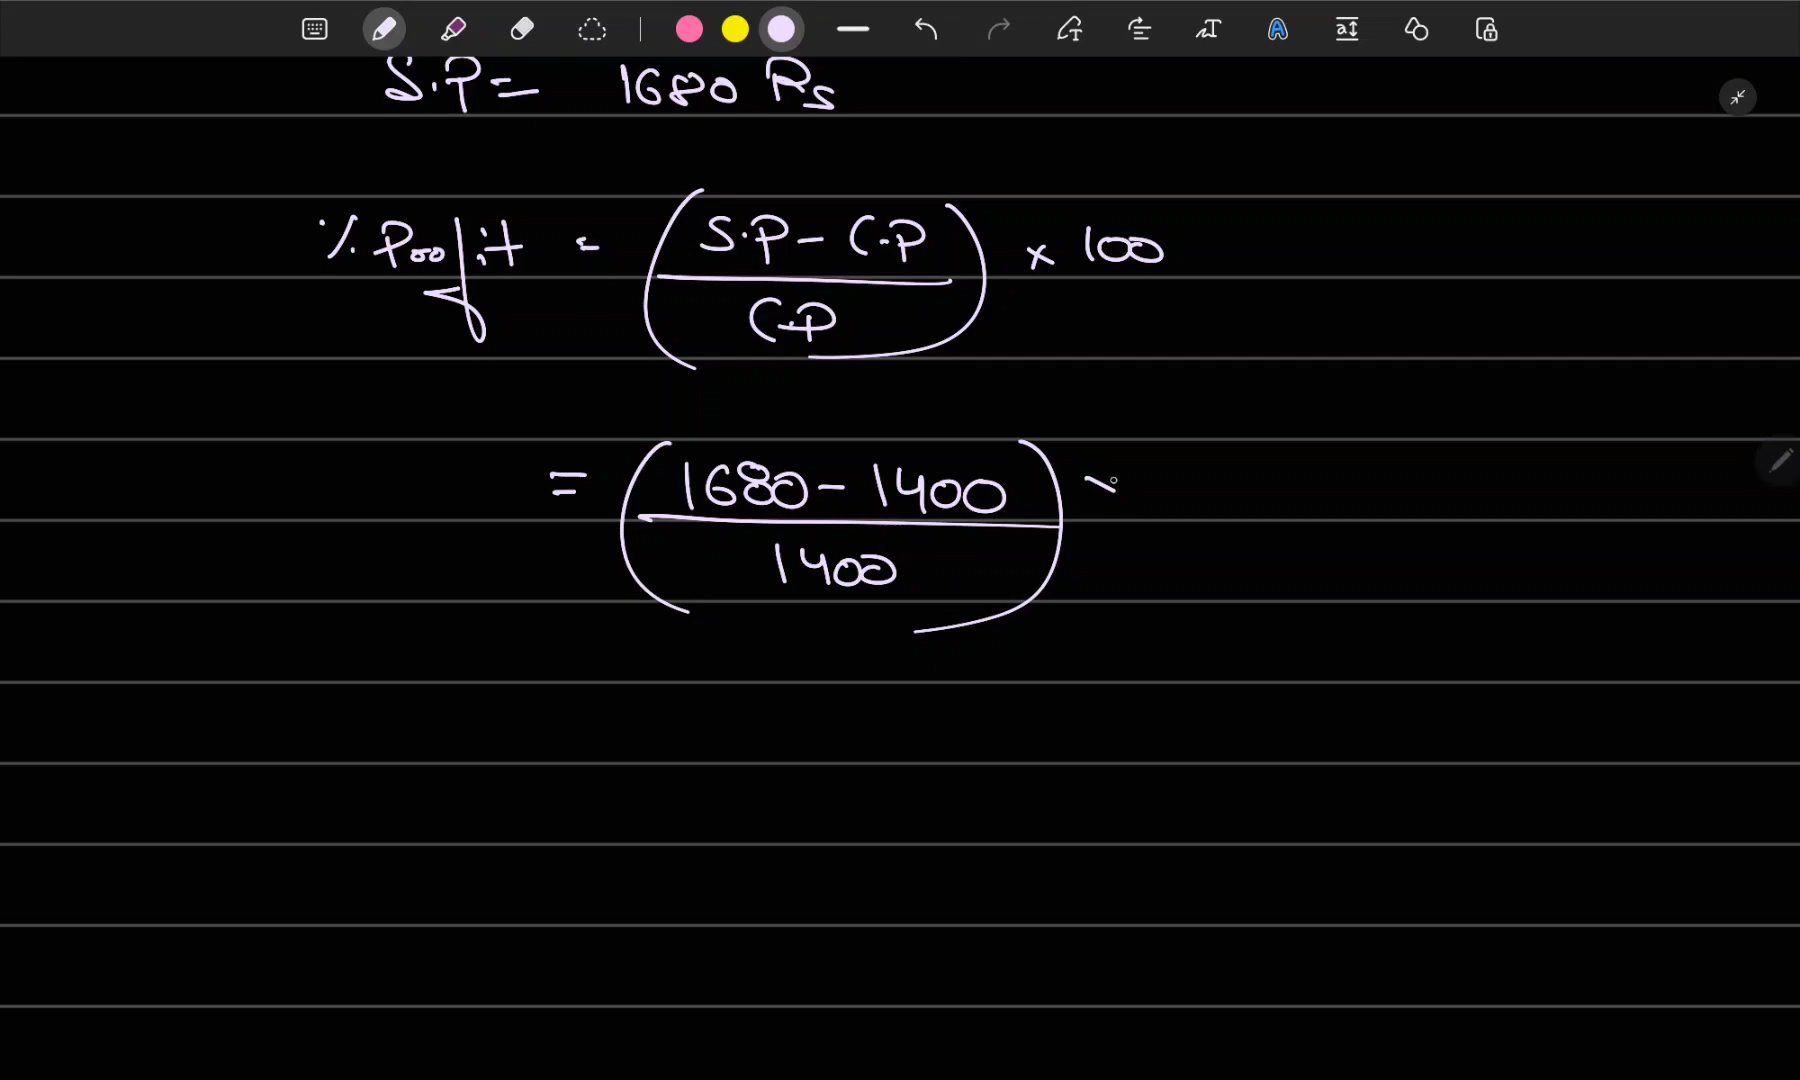 S.P = 1680 Rs
% Profit = (S.P - C.P / C.P) × 100
= (1680 - 1400 / 1400)